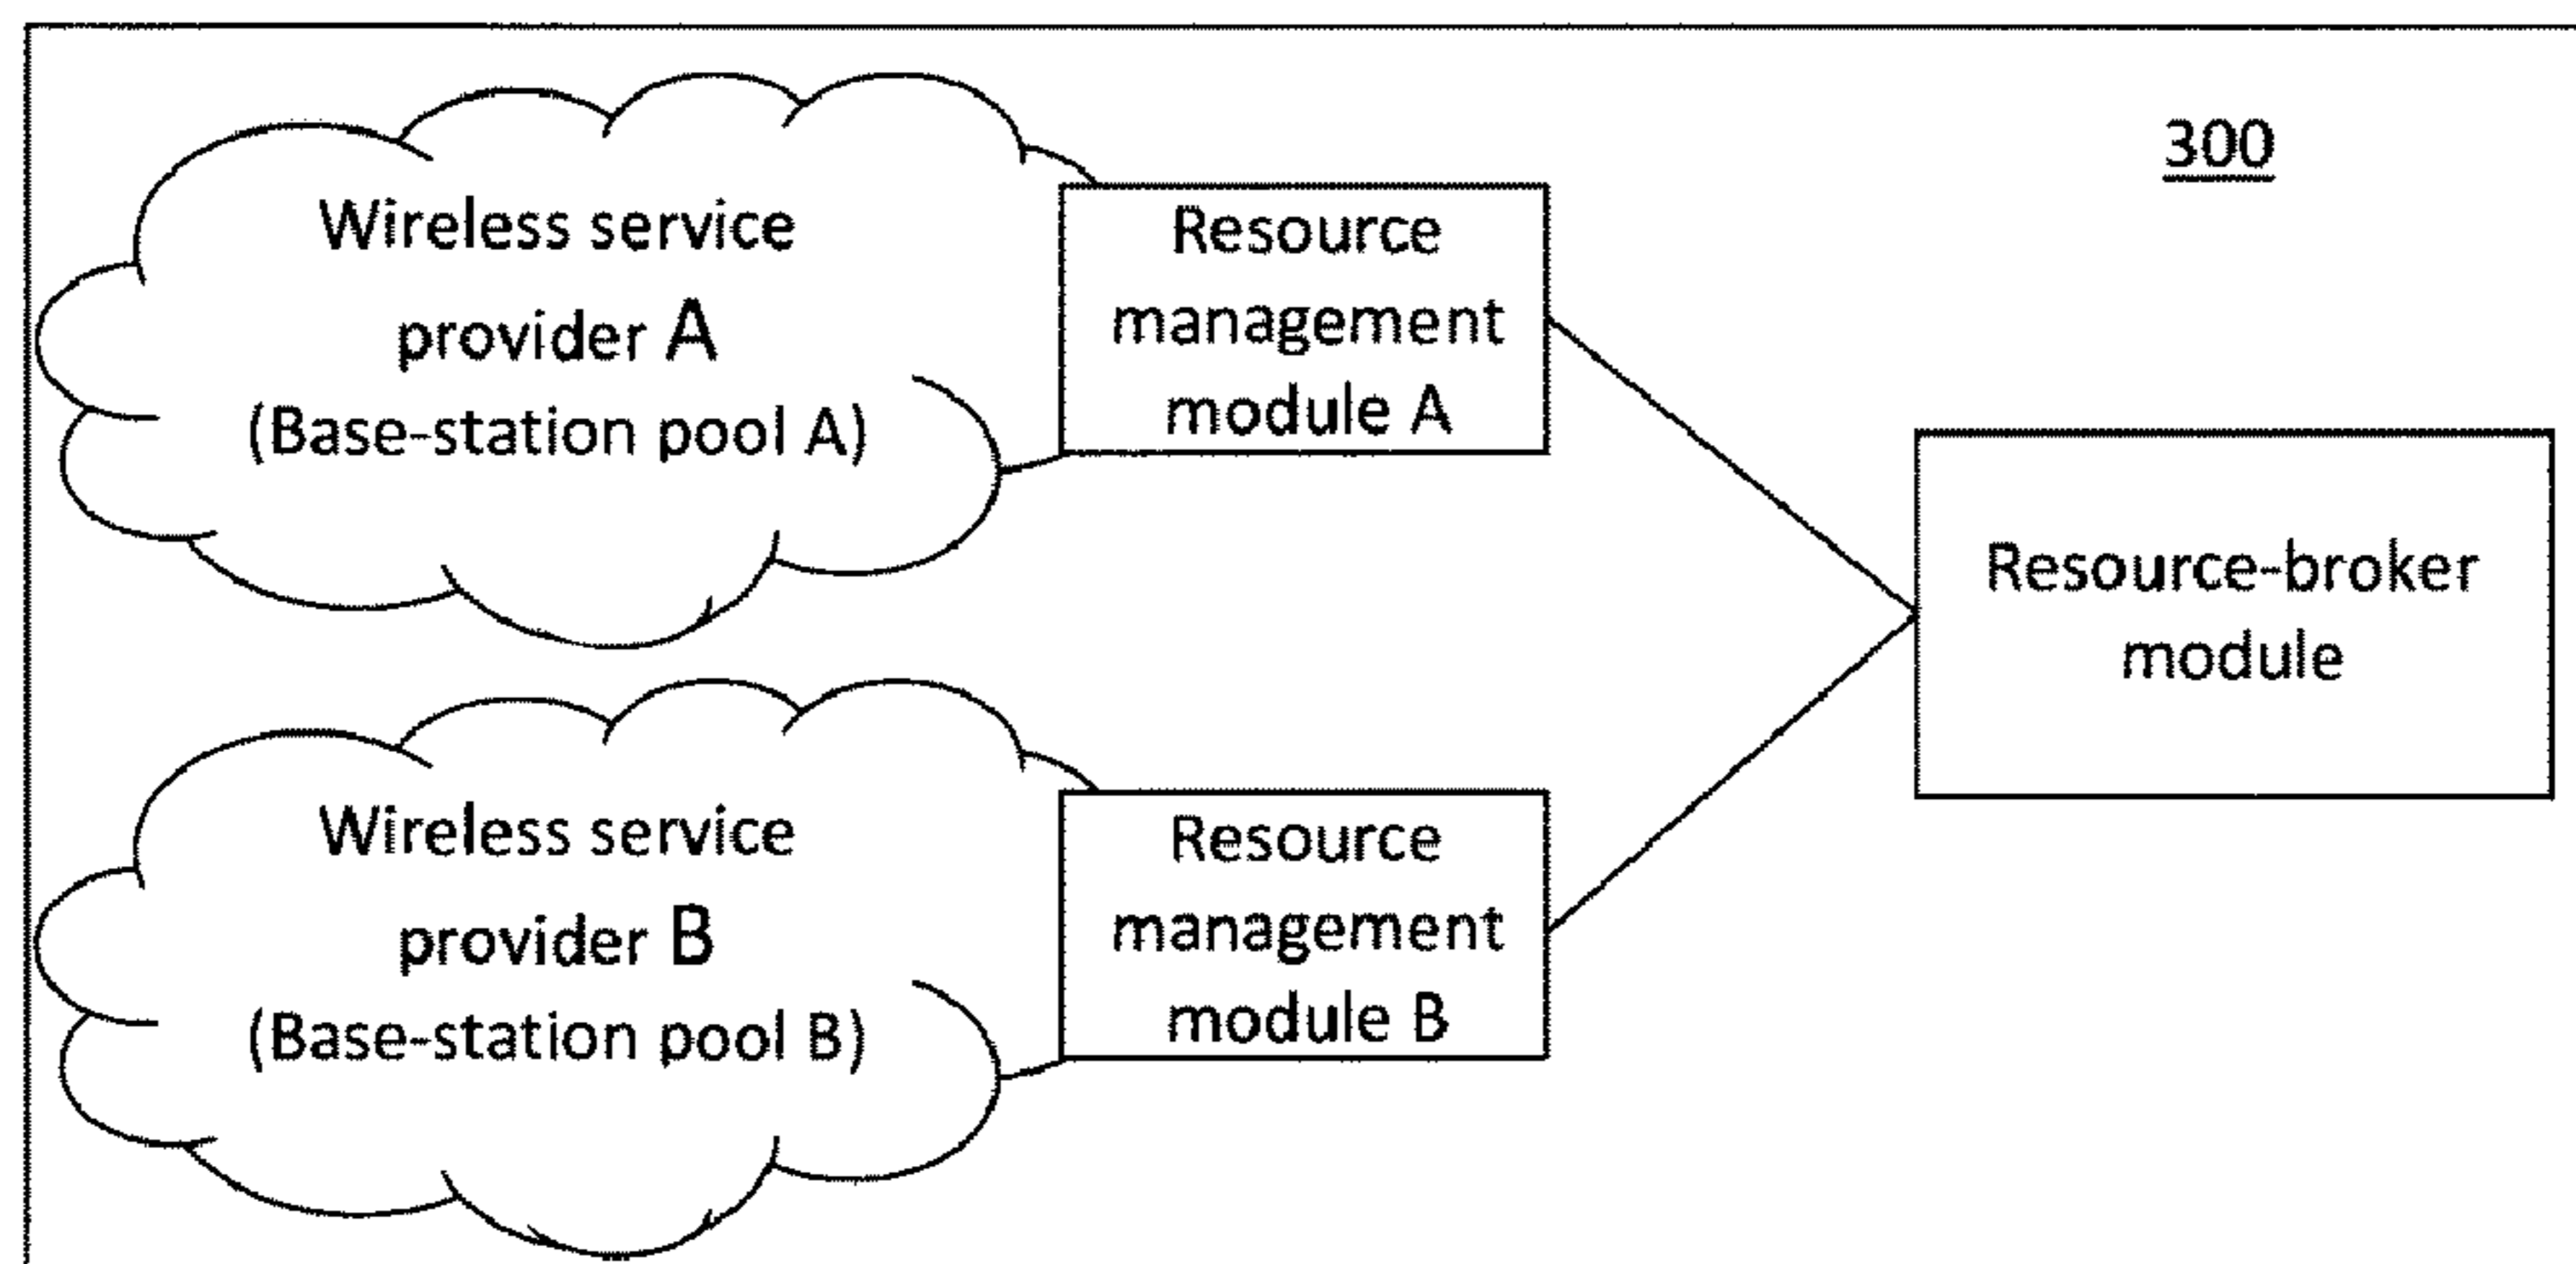 300
Wireless service
provider A
(Base-station pool A)
Resource
management
module A
Resource-broker
module
Wireless service
provider B
(Base-station pool B)
Resource
management
module B